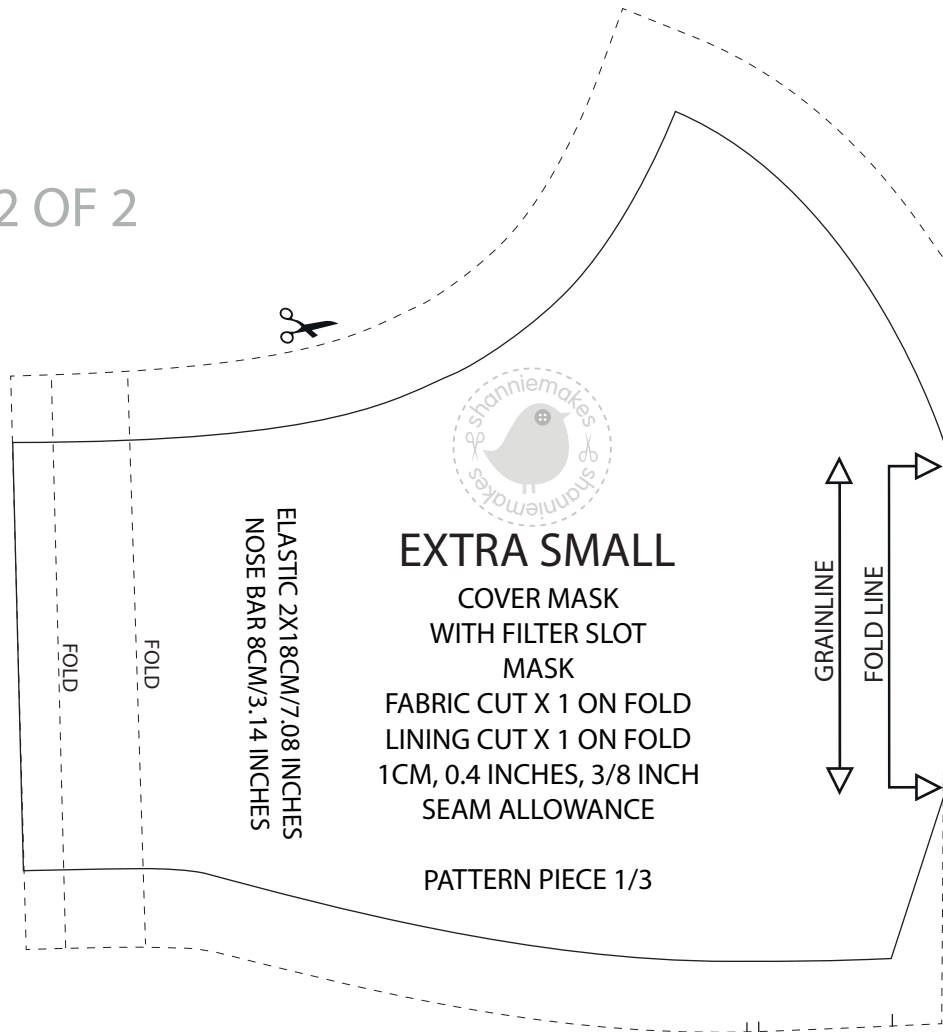 2 OF 2
shanniemakes
shanniemakes
EXTRA SMALL
COVER MASK
WITH FILTER SLOT
MASK
FABRIC CUT X 1 ON FOLD
LINING CUT X 1 ON FOLD
1CM, 0.4 INCHES, 3/8 INCH
SEAM ALLOWANCE
PATTERN PIECE 1/3
ELASTIC 2X18CM/7.08 INCHES
NOSE BAR 8CM/3.14 INCHES
FOLD
FOLD
GRAINLINE
FOLD LINE